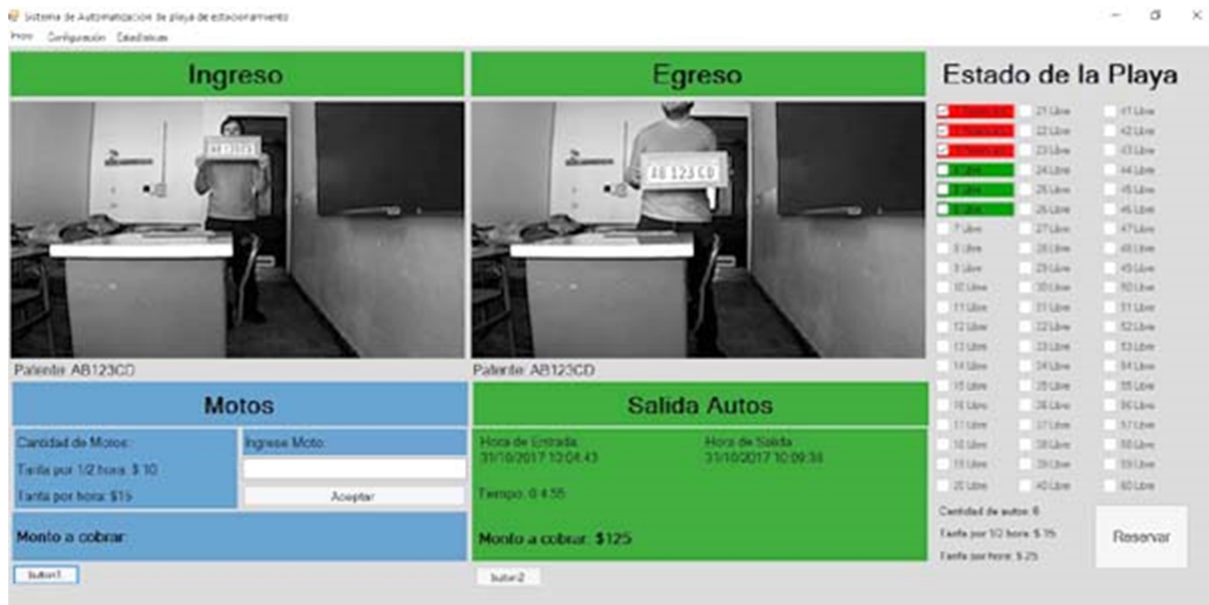 Sistema de Automatización de playa de estacionamiento
Inicio Configuración Estadísticas
Ingreso
Egreso
Estado de la Playa
AB 123CD
AB 123 CD
Patente: AB123CD
Patente: AB123CD
Motos
Cantidad de Motos:
Tarifa por 1/2 hora: $ 10
Tarifa por hora: $15
Ingrese Moto:
Aceptar
Monto a cobrar:
button1
Salida Autos
Hora de Entrada:
31/10/2017 10:04:43
Hora de Salida:
31/10/2017 10:09:38
Tiempo: 0:4:55
Monto a cobrar: $125
button2
4 Libre
5 Libre
6 Libre
7 Libre
8 Libre
9 Libre
10 Libre
11 Libre
12 Libre
13 Libre
14 Libre
15 Libre
16 Libre
17 Libre
18 Libre
19 Libre
20 Libre
21 Libre
22 Libre
23 Libre
24 Libre
25 Libre
26 Libre
27 Libre
28 Libre
29 Libre
30 Libre
31 Libre
32 Libre
33 Libre
34 Libre
35 Libre
36 Libre
37 Libre
38 Libre
39 Libre
40 Libre
41 Libre
42 Libre
43 Libre
44 Libre
45 Libre
46 Libre
47 Libre
48 Libre
49 Libre
50 Libre
51 Libre
52 Libre
53 Libre
54 Libre
55 Libre
56 Libre
57 Libre
58 Libre
59 Libre
60 Libre
Cantidad de autos: 6
Tarifa por 1/2 hora: $ 15
Tarifa por hora: $ 25
Reservar